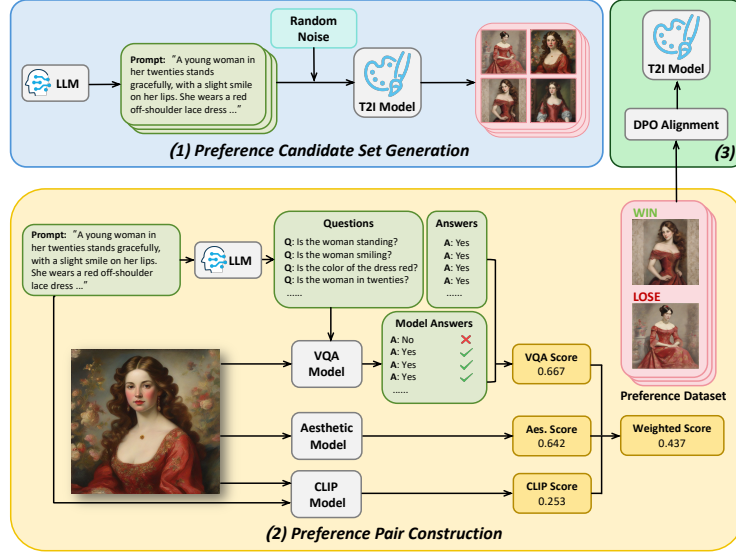 Random
Noise
LLM
Prompt: "A young woman in
her twenties stands
gracefully, with a slight smile on
her lips. She wears a red
off-shoulder lace dress ..."
T2I Model
(1) Preference Candidate Set Generation
T2I Model
DPO Alignment
(3)
Prompt: "A young woman in
her twenties stands gracefully,
with a slight smile on her lips.
She wears a red off-shoulder
lace dress ..."
LLM
Questions
Q: Is the woman standing?
Q: Is the woman smiling?
Q: Is the color of the dress red?
Q: Is the woman in twenties?
......
Answers
A: Yes
A: Yes
A: Yes
A: Yes
......
VQA
Model
Model Answers
A: No
A: Yes
A: Yes
A: Yes
......
VQA Score
0.667
Aesthetic
Model
Aes. Score
0.642
CLIP
Model
CLIP Score
0.253
Weighted Score
0.437
WIN
LOSE
Preference Dataset
(2) Preference Pair Construction